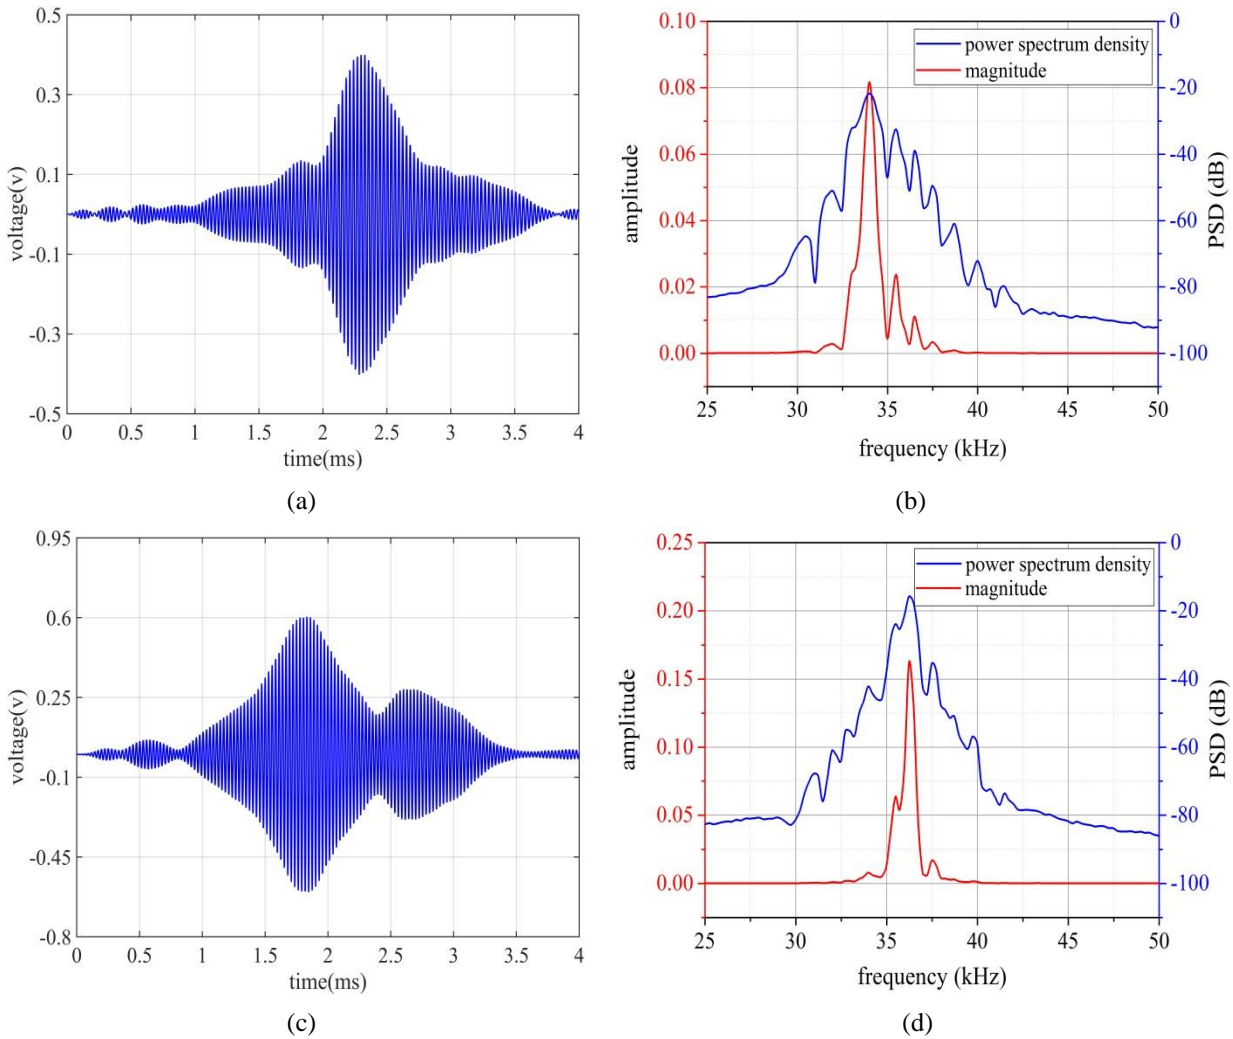 0.5
0.3
0.1
-0.1
-0.3
-0.5
voltage(v)
0 0.5 1 1.5 2 2.5 3 3.5 4
time(ms)
(a)
0.10
0.08
0.06
0.04
0.02
0.00
amplitude
power spectrum density
magnitude
0
-20
-40
-60
-80
-100
PSD (dB)
25 30 35 40 45 50
frequency (kHz)
(b)
0.95
0.6
0.25
-0.1
-0.45
-0.8
voltage(v)
0 0.5 1 1.5 2 2.5 3 3.5 4
time(ms)
(c)
0.25
0.20
0.15
0.10
0.05
0.00
amplitude
power spectrum density
magnitude
0
-20
-40
-60
-80
-100
PSD (dB)
25 30 35 40 45 50
frequency (kHz)
(d)